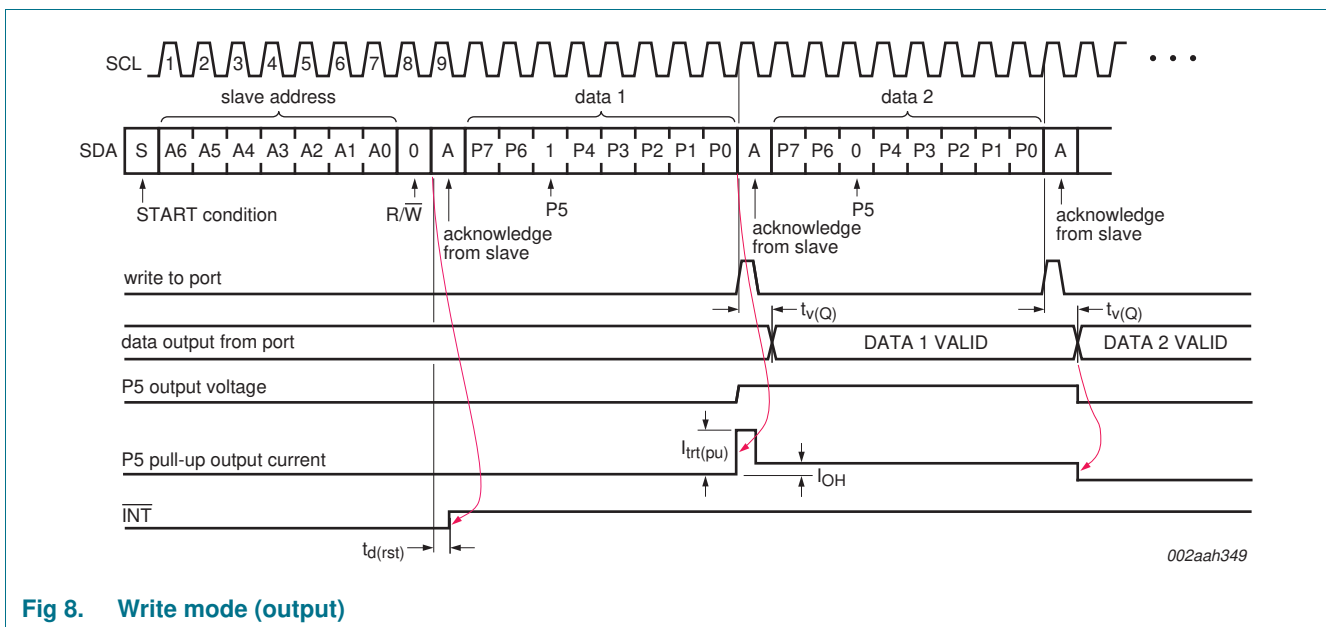 SCL 1 2 3 4 5 6 7 8 9
slave address data 1 data 2
SDA S A6 A5 A4 A3 A2 A1 A0 0 A P7 P6 1 P4 P3 P2 P1 P0 A P7 P6 0 P4 P3 P2 P1 P0 A
START condition R/W̅ P5 P5
acknowledge from slave
acknowledge from slave
acknowledge from slave
write to port
tv(Q) tv(Q)
data output from port DATA 1 VALID DATA 2 VALID
P5 output voltage
Itrt(pu)
P5 pull-up output current
IOH
I̅N̅T̅
td(rst)
002aah349
Fig 8. Write mode (output)